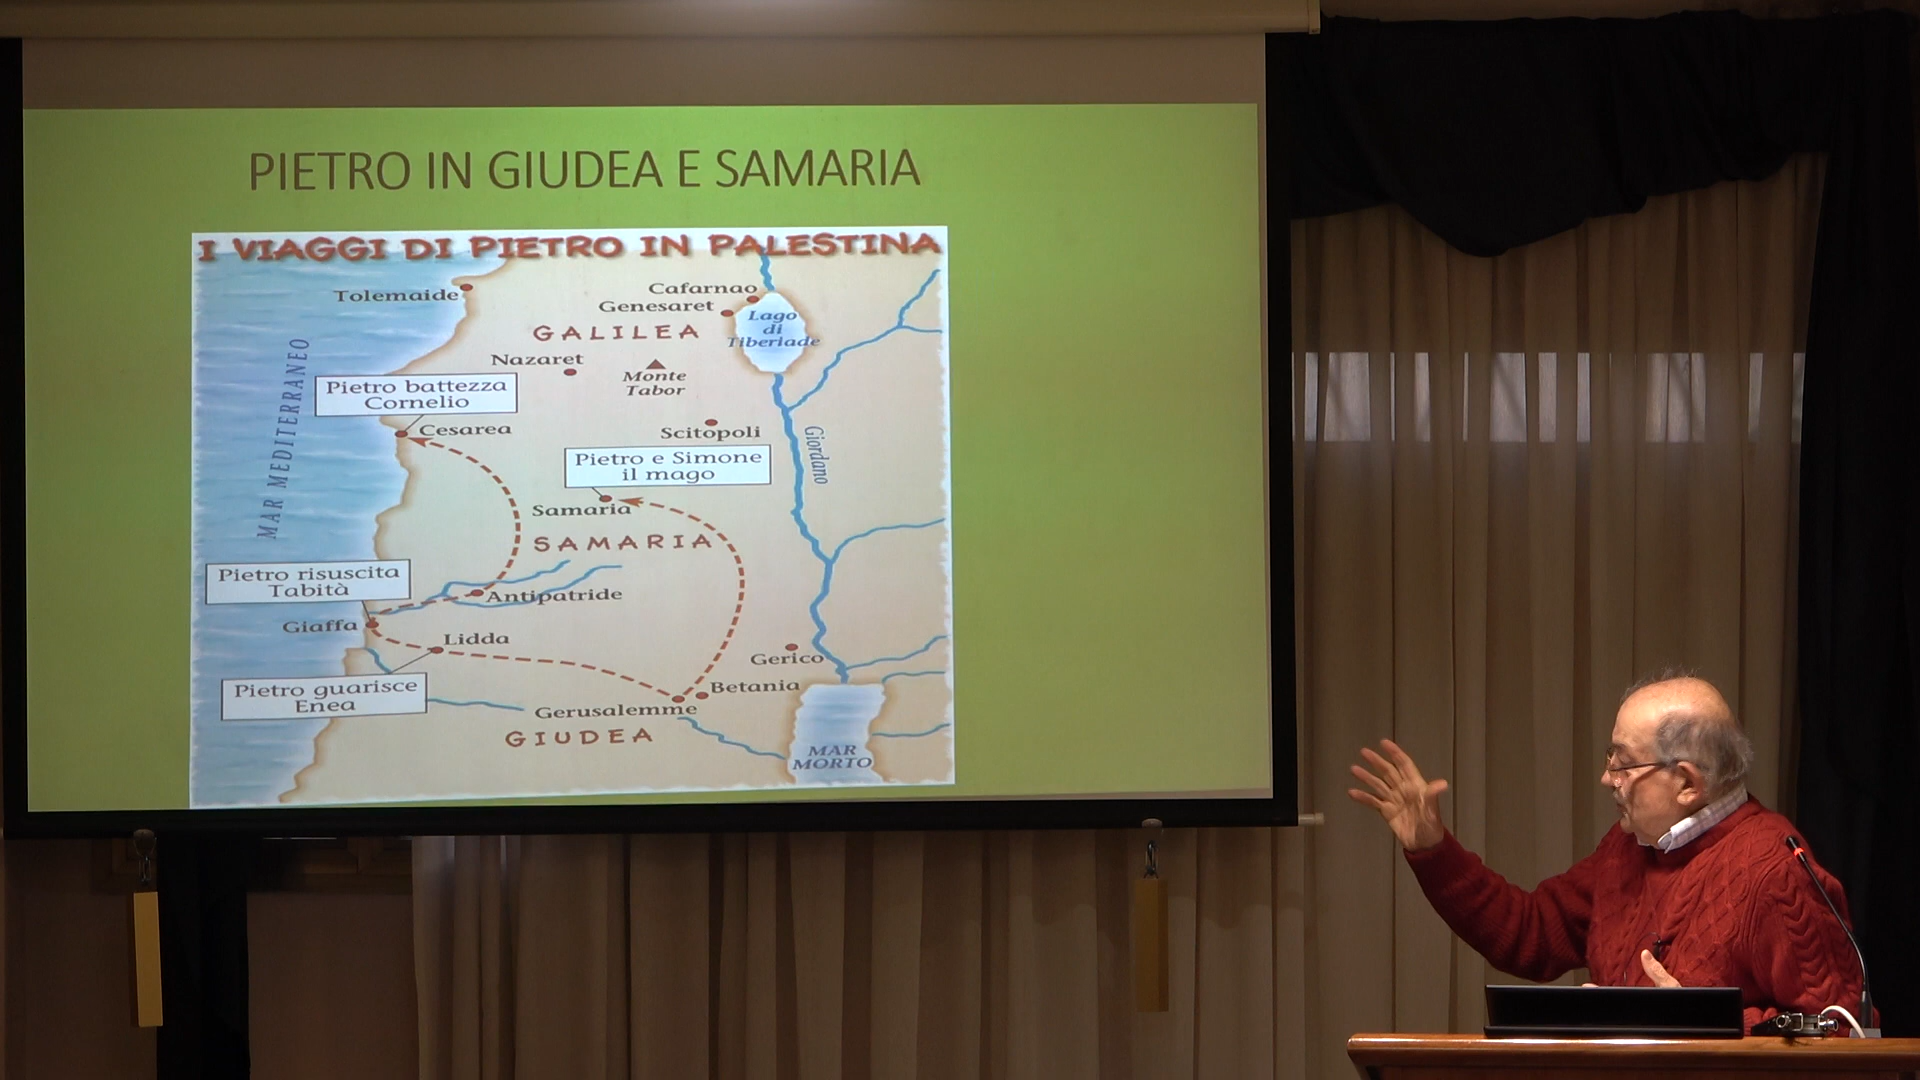 PIETRO IN GIUDEA E SAMARIA
I VIAGGI DI PIETRO IN PALESTINA
Tolemaide
Cafarnao
Genesaret
GALILEA
Lago
di
Tiberiade
Nazaret
Monte
Tabor
MAR MEDITERRANEO
Pietro battezza
Cornelio
Cesarea
Scitopoli
Giordano
Pietro e Simone
il mago
Samaria
SAMARIA
Pietro risuscita
Tabità
Antipatride
Giaffa
Lidda
Gerico
Pietro guarisce
Enea
Betania
Gerusalemme
GIUDEA
MAR
MORTO